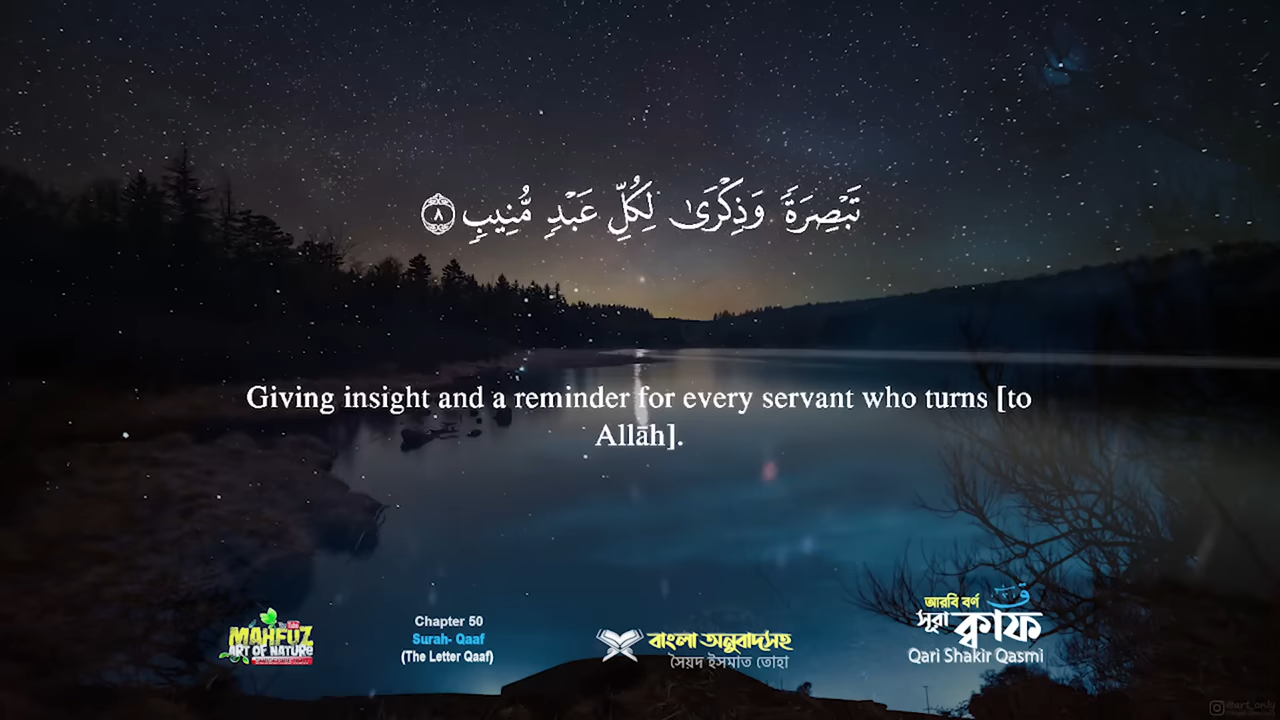 تَبْصِرَةً وَذِكْرَىٰ لِكُلِّ عَبْدٍ مُّنِيبٍ ٨
Giving insight and a reminder for every servant who turns [to
Allāh].
MAHFUZ
ART OF NATURE
Chapter 50
Surah- Qaaf
(The Letter Qaaf)
বাংলা অনুবাদসহ
সৈয়দ ইসমাত তোহা
আরবি বর্ণ ق
সূরা ক্বাফ
Qari Shakir Qasmi